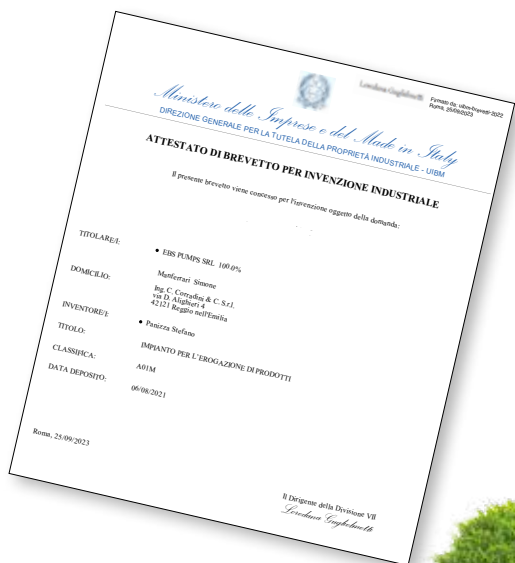 Firmato da: uibm-brevetti-2022
Roma, 25/09/2023
Ministero delle Imprese e del Made in Italy
DIREZIONE GENERALE PER LA TUTELA DELLA PROPRIETÀ INDUSTRIALE - UIBM
ATTESTATO DI BREVETTO PER INVENZIONE INDUSTRIALE
Il presente brevetto viene concesso per l'invenzione oggetto della domanda:
TITOLARE/I:
• EBS PUMPS SRL 100.0%
DOMICILIO:
Manferrari Simone
Ing. C. Corradini & C. S.r.l.
via D. Alighieri 4
42121 Reggio nell'Emilia
INVENTORE/I:
• Panizza Stefano
TITOLO:
IMPIANTO PER L'EROGAZIONE DI PRODOTTI
CLASSIFICA:
A01M
DATA DEPOSITO:
06/08/2021
Roma, 25/09/2023
Il Dirigente della Divisione VII
Loredana Guglielmetti